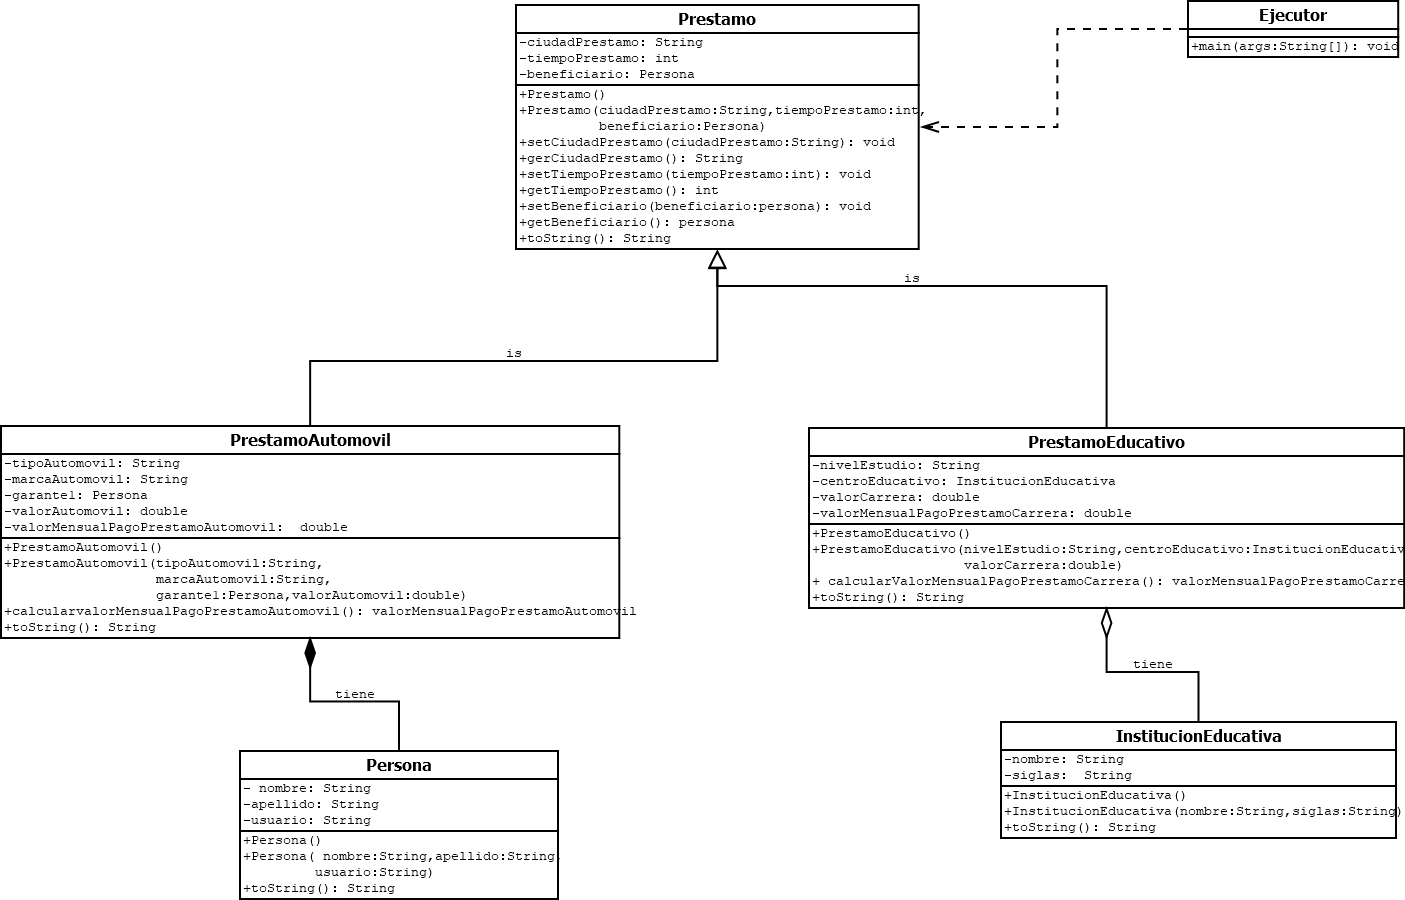 Prestamo
-ciudadPrestamo: String
-tiempoPrestamo: int
-beneficiario: Persona
+Prestamo()
+Prestamo(ciudadPrestamo:String,tiempoPrestamo:int,
beneficiario:Persona)
+setCiudadPrestamo(ciudadPrestamo:String): void
+gerCiudadPrestamo(): String
+setTiempoPrestamo(tiempoPrestamo:int): void
+getTiempoPrestamo(): int
+setBeneficiario(beneficiario:persona): void
+getBeneficiario(): persona
+toString(): String
Ejecutor
+main(args:String[]): void
is
is
PrestamoAutomovil
-tipoAutomovil: String
-marcaAutomovil: String
-garante1: Persona
-valorAutomovil: double
-valorMensualPagoPrestamoAutomovil:  double
+PrestamoAutomovil()
+PrestamoAutomovil(tipoAutomovil:String,
marcaAutomovil:String,
garante1:Persona,valorAutomovil:double)
+calcularvalorMensualPagoPrestamoAutomovil(): valorMensualPagoPrestamoAutomovil
+toString(): String
PrestamoEducativo
-nivelEstudio: String
-centroEducativo: InstitucionEducativa
-valorCarrera: double
-valorMensualPagoPrestamoCarrera: double
+PrestamoEducativo()
+PrestamoEducativo(nivelEstudio:String,centroEducativo:InstitucionEducativ
valorCarrera:double)
+ calcularValorMensualPagoPrestamoCarrera(): valorMensualPagoPrestamoCarre
+toString(): String
tiene
tiene
Persona
- nombre: String
-apellido: String
-usuario: String
+Persona()
+Persona( nombre:String,apellido:String,
usuario:String)
+toString(): String
InstitucionEducativa
-nombre: String
-siglas:  String
+InstitucionEducativa()
+InstitucionEducativa(nombre:String,siglas:String)
+toString(): String